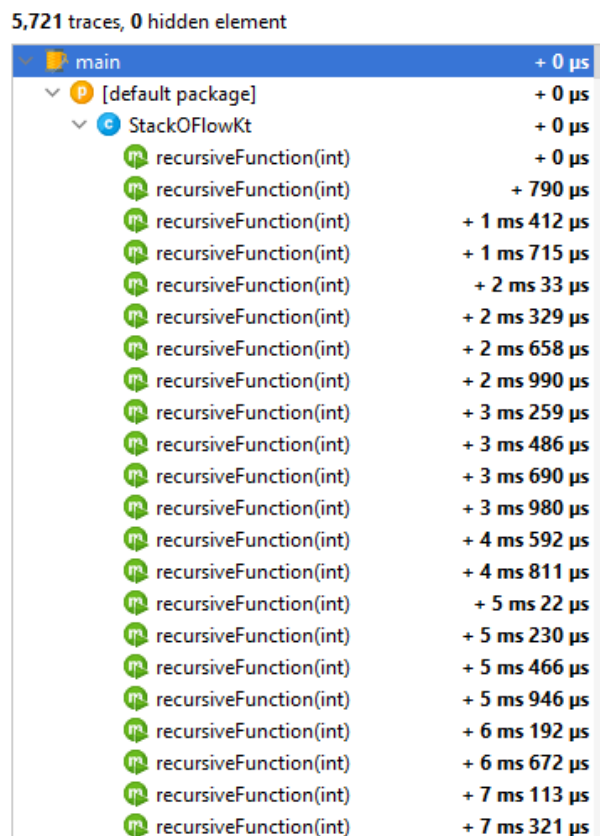 5,721 traces, 0 hidden element
main + 0 µs
P [default package] + 0 µs
C StackOFlowKt + 0 µs
m recursiveFunction(int) + 0 µs
m recursiveFunction(int) + 790 µs
m recursiveFunction(int) + 1 ms 412 µs
m recursiveFunction(int) + 1 ms 715 µs
m recursiveFunction(int) + 2 ms 33 µs
m recursiveFunction(int) + 2 ms 329 µs
m recursiveFunction(int) + 2 ms 658 µs
m recursiveFunction(int) + 2 ms 990 µs
m recursiveFunction(int) + 3 ms 259 µs
m recursiveFunction(int) + 3 ms 486 µs
m recursiveFunction(int) + 3 ms 690 µs
m recursiveFunction(int) + 3 ms 980 µs
m recursiveFunction(int) + 4 ms 592 µs
m recursiveFunction(int) + 4 ms 811 µs
m recursiveFunction(int) + 5 ms 22 µs
m recursiveFunction(int) + 5 ms 230 µs
m recursiveFunction(int) + 5 ms 466 µs
m recursiveFunction(int) + 5 ms 946 µs
m recursiveFunction(int) + 6 ms 192 µs
m recursiveFunction(int) + 6 ms 672 µs
m recursiveFunction(int) + 7 ms 113 µs
m recursiveFunction(int) + 7 ms 321 µs